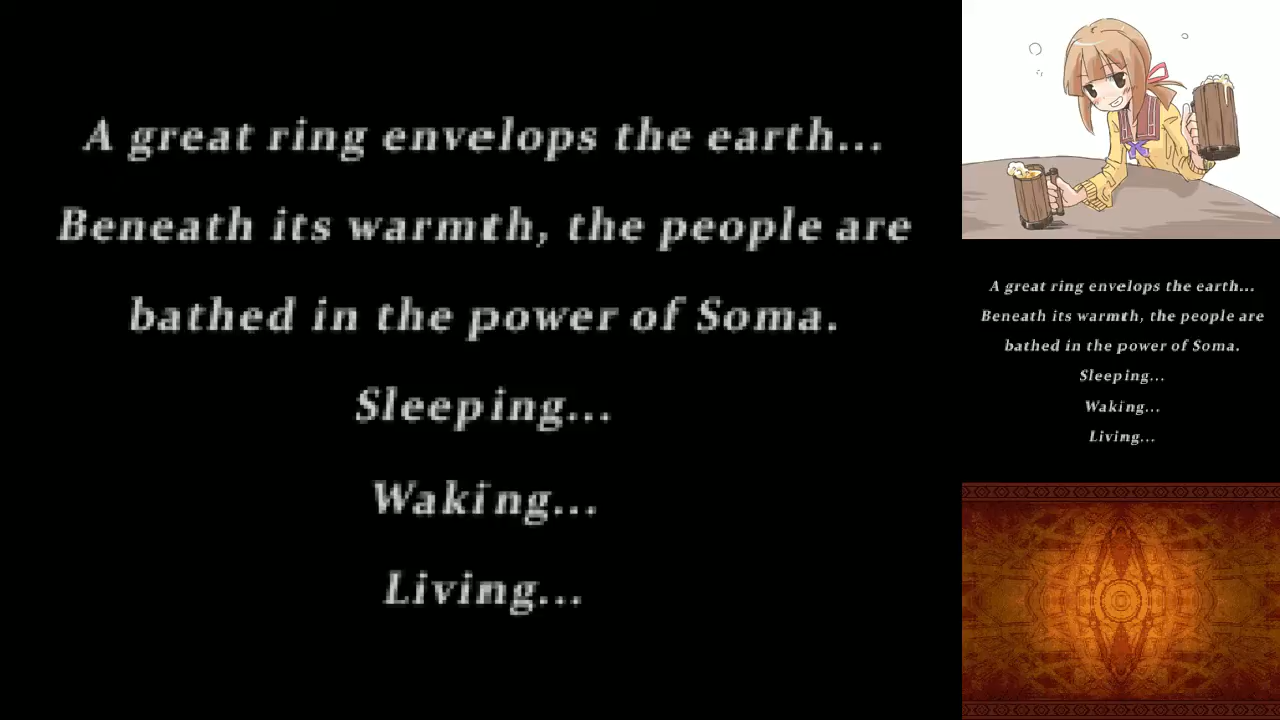 A great ring envelops the earth...
Beneath its warmth, the people are
bathed in the power of Soma.
Sleeping...
Waking...
Living...
A great ring envelops the earth...
Beneath its warmth, the people are
bathed in the power of Soma.
Sleeping...
Waking...
Living...